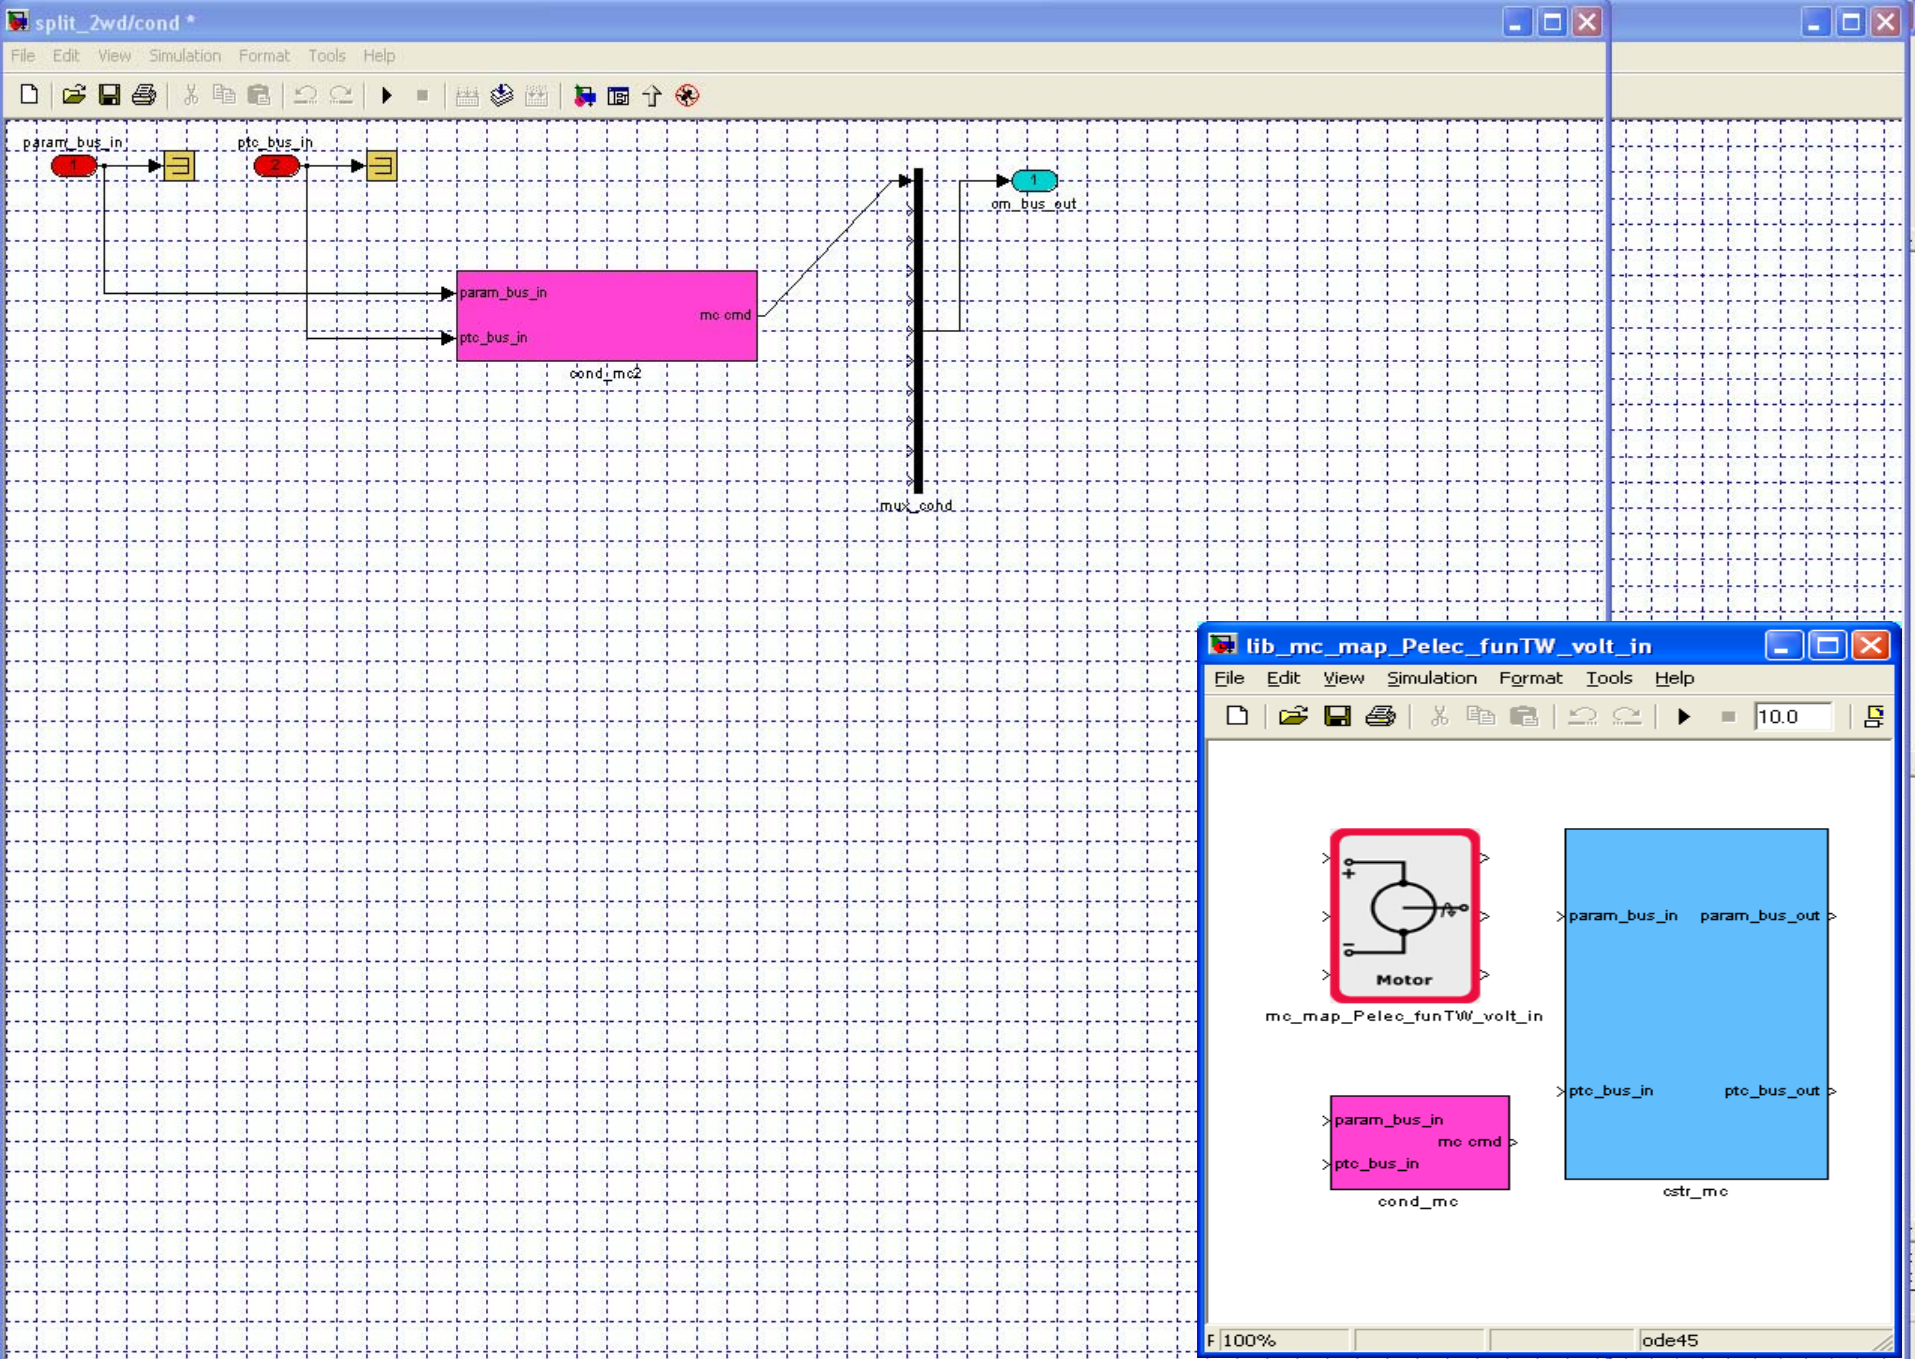 split_2wd/cond *
File Edit View Simulation Format Tools Help
param_bus_in ptc_bus_in
1 2
1
om_bus_out
param_bus_in
mc cmd
ptc_bus_in
cond_mc2
mux_cond
lib_mc_map_Pelec_funTW_volt_in
File Edit View Simulation Format Tools Help
10.0
+
−
Motor
mc_map_Pelec_funTW_volt_in
param_bus_in param_bus_out
ptc_bus_in ptc_bus_out
cstr_mc
param_bus_in
mc cmd
ptc_bus_in
cond_mc
F 100% ode45